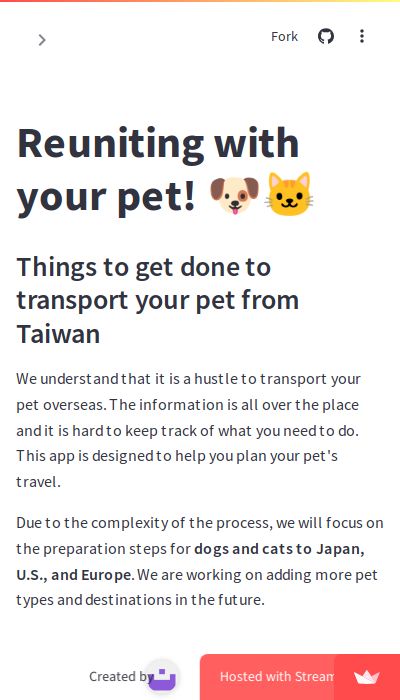 Fork
Reuniting with
your pet! 🐶🐱
Things to get done to
transport your pet from
Taiwan
We understand that it is a hustle to transport your
pet overseas. The information is all over the place
and it is hard to keep track of what you need to do.
This app is designed to help you plan your pet's
travel.
Due to the complexity of the process, we will focus on
the preparation steps for dogs and cats to Japan,
U.S., and Europe. We are working on adding more pet
types and destinations in the future.
Created by
Hosted with Stream